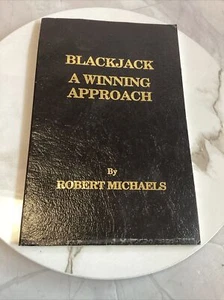 BLACKJACK
A WINNING
APPROACH
By
ROBERT MICHAELS